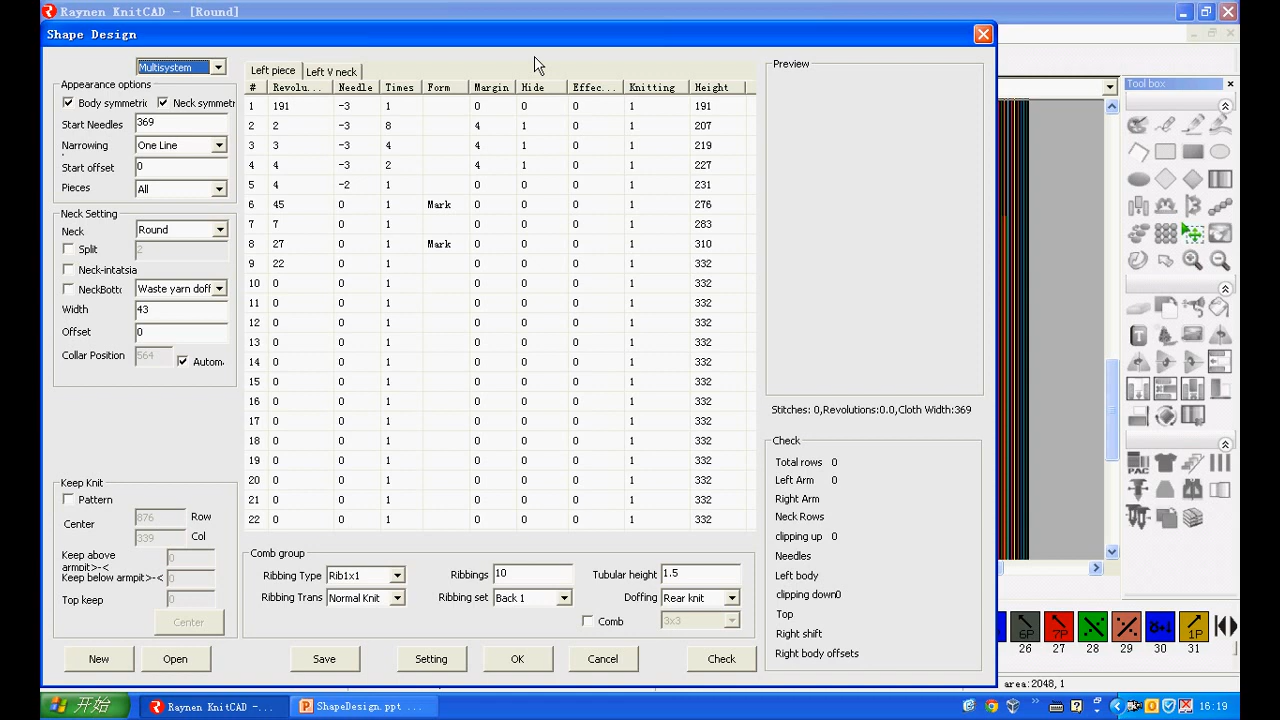 Raynen KnitCAD - [Round]
Shape Design
Multisystem
Appearance options
Body symmetric
Neck symmetr
Start Needles 369
Narrowing One Line
Start offset 0
Pieces All
Neck Setting
Neck Round
Split 2
Neck-intatsia
NeckBotto Waste yarn doff
Width 43
Offset 0
Collar Position 564 Autom
Keep Knit
Pattern
Center 876 Row
339 Col
Keep above
armpit>-< 0
Keep below armpit>-< 0
Top keep 0
Center
Left piece Left V neck
# Revolu... Needle Times Form Margin Hide Effec... Knitting Height
1 191 -3 1 0 0 0 1 191
2 2 -3 8 4 1 0 1 207
3 3 -3 4 4 1 0 1 219
4 4 -3 2 4 1 0 1 227
5 4 -2 1 0 0 0 1 231
6 45 0 1 Mark 0 0 0 1 276
7 7 0 1 0 0 0 1 283
8 27 0 1 Mark 0 0 0 1 310
9 22 0 1 0 0 0 1 332
10 0 0 1 0 0 0 1 332
11 0 0 1 0 0 0 1 332
12 0 0 1 0 0 0 1 332
13 0 0 1 0 0 0 1 332
14 0 0 1 0 0 0 1 332
15 0 0 1 0 0 0 1 332
16 0 0 1 0 0 0 1 332
17 0 0 1 0 0 0 1 332
18 0 0 1 0 0 0 1 332
19 0 0 1 0 0 0 1 332
20 0 0 1 0 0 0 1 332
21 0 0 1 0 0 0 1 332
22 0 0 1 0 0 0 1 332
Comb group
Ribbing Type Rib1x1 Ribbings 10 Tubular height 1.5
Ribbing Trans Normal Knit Ribbing set Back 1 Doffing Rear knit
Comb 3x3
New Open Save Setting OK Cancel Check
Preview
Stitches: 0,Revolutions:0.0,Cloth Width:369
Check
Total rows 0
Left Arm 0
Right Arm
Neck Rows
clipping up 0
Needles
Left body
clipping down0
Top
Right shift
Right body offsets
Tool box
T
PAC
6P 7P 1P
26 27 28 29 30 31
area:2048, 1
开始
Raynen KnitCAD -...
ShapeDesign.ppt ...
16:19